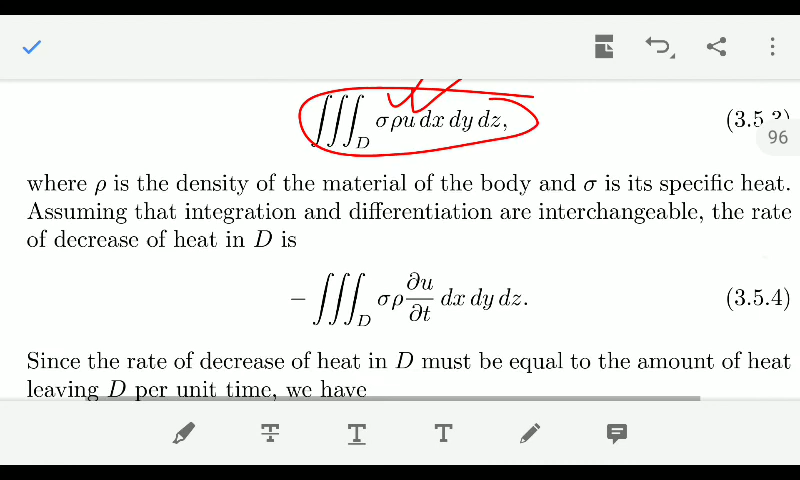 ∭_D σρu dx dy dz, (3.5.3)
96
where ρ is the density of the material of the body and σ is its specific heat.
Assuming that integration and differentiation are interchangeable, the rate
of decrease of heat in D is
− ∭_D σρ ∂u/∂t dx dy dz. (3.5.4)
Since the rate of decrease of heat in D must be equal to the amount of heat
leaving D per unit time, we have